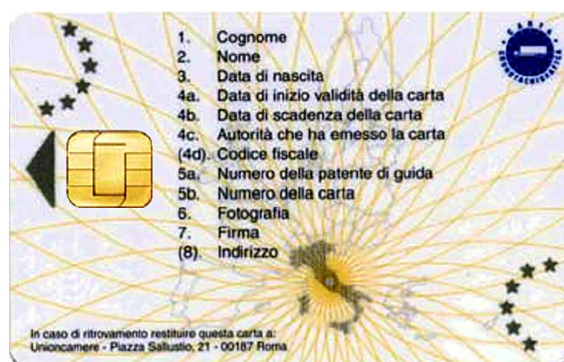 CARTA
CRONOTACHIGRAFICA
1. Cognome
2. Nome
3. Data di nascita
4a. Data di inizio validità della carta
4b. Data di scadenza della carta
4c. Autorità che ha emesso la carta
(4d). Codice fiscale
5a. Numero della patente di guida
5b. Numero della carta
6. Fotografia
7. Firma
(8). Indirizzo
In caso di ritrovamento restituire questa carta a:
Unioncamere - Piazza Sallustio, 21 - 00187 Roma